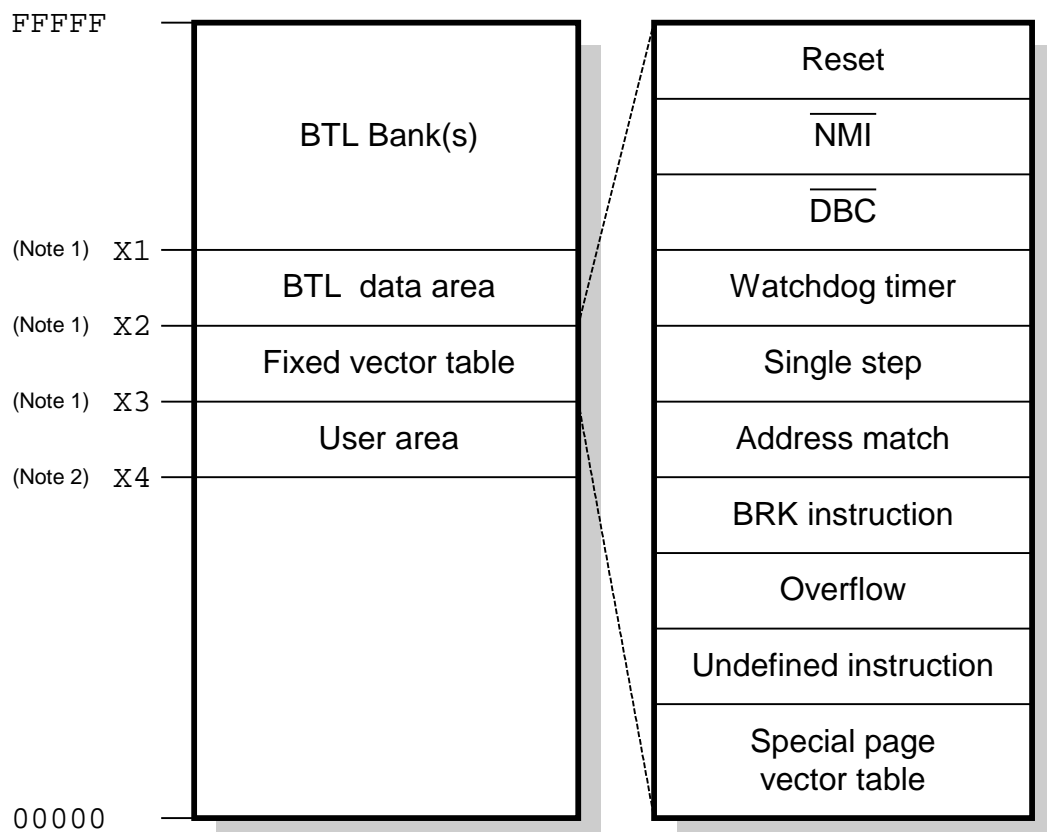 FFFFF
BTL Bank(s)
(Note 1) X1
BTL data area
(Note 1) X2
Fixed vector table
(Note 1) X3
User area
(Note 2) X4
00000
Reset
NMI
DBC
Watchdog timer
Single step
Address match
BRK instruction
Overflow
Undefined instruction
Special page
vector table